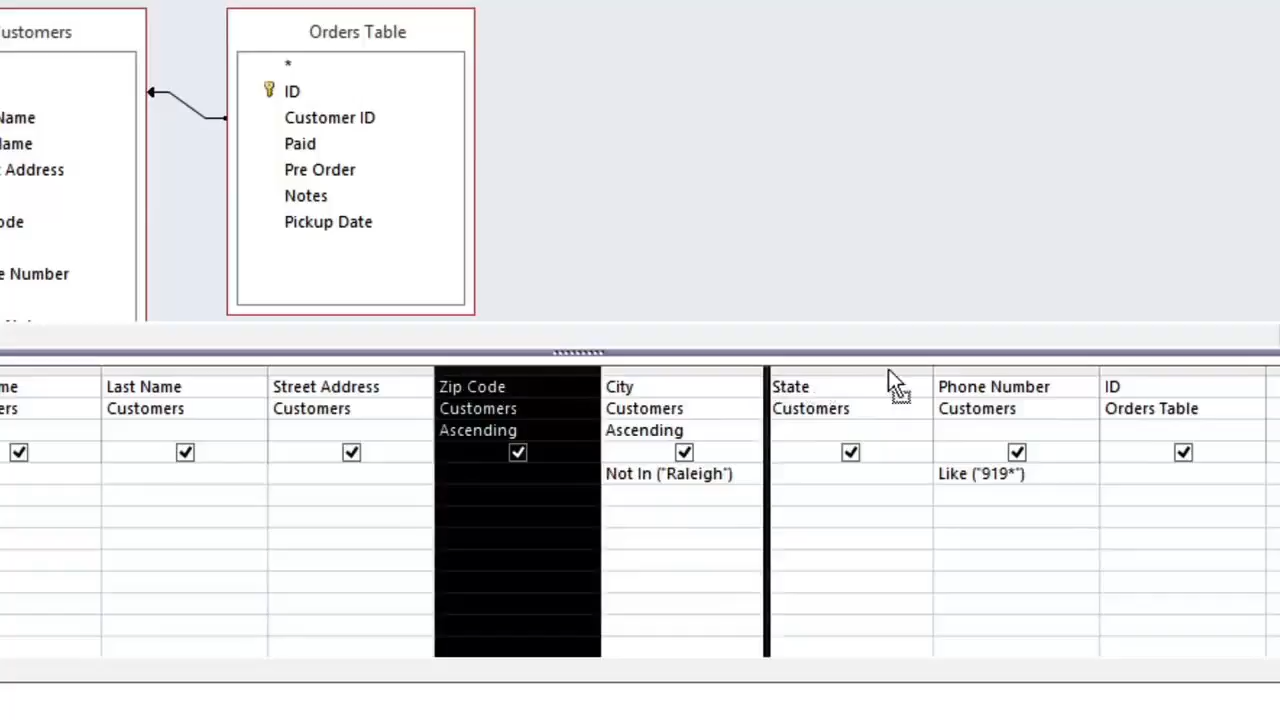 ustomers
Orders Table
*
ID
Name
Customer ID
Name
Paid
Address
Pre Order
Notes
ode
Pickup Date
e Number
me
Last Name
Street Address
Zip Code
City
State
Phone Number
ID
ers
Customers
Customers
Customers
Customers
Customers
Customers
Orders Table
Ascending
Ascending
Not In ("Raleigh")
Like ("919*")